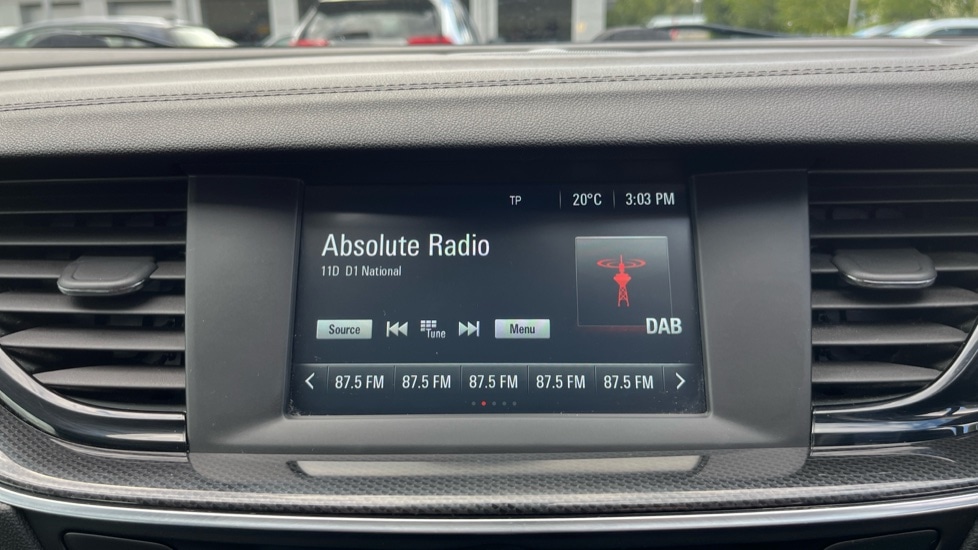 TP 20°C 3:03 PM
Absolute Radio
11D D1 National
DAB
Source Tune Menu
87.5 FM 87.5 FM 87.5 FM 87.5 FM 87.5 FM